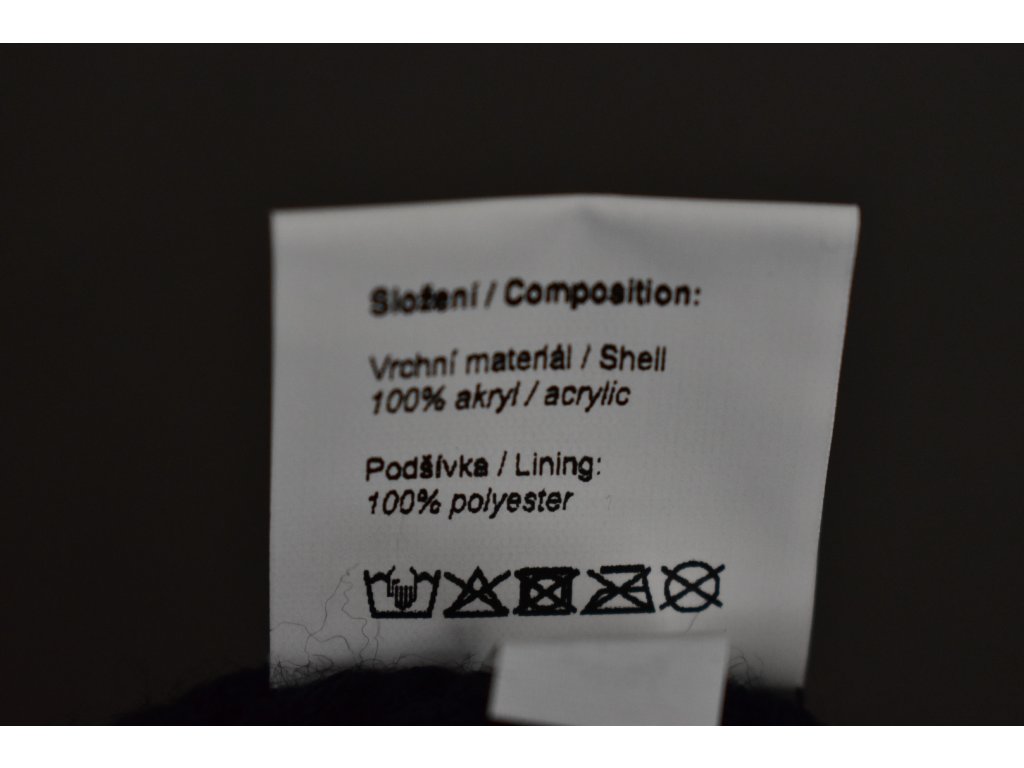 Složení / Composition:
Vrchní materiál / Shell
100% akryl / acrylic
Podšívka / Lining:
100% polyester